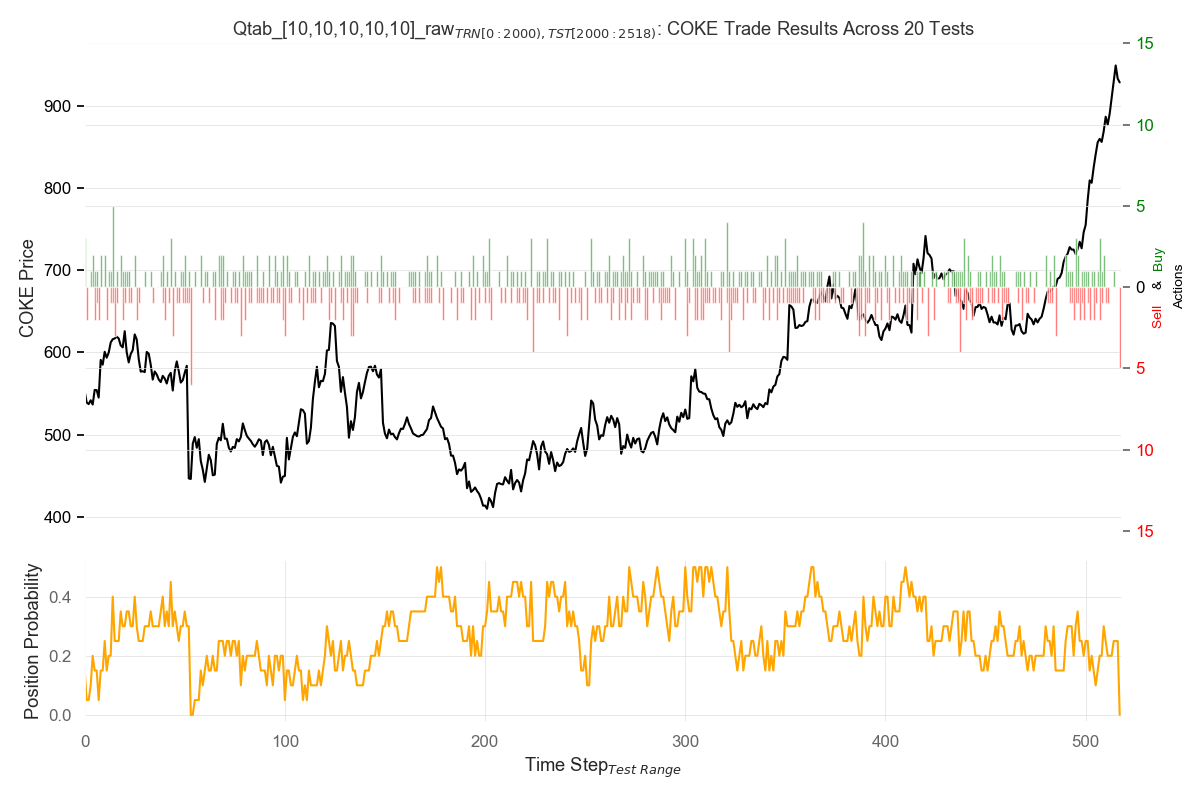 Qtab_[10,10,10,10,10]_raw_TRN[0:2000),TST[2000:2518): COKE Trade Results Across 20 Tests
COKE Price
900
800
700
600
500
400
15
10
5
0
5
10
15
Sell & Buy
Actions
Position Probability
0.4
0.2
0.0
0 100 200 300 400 500
Time Step Test Range